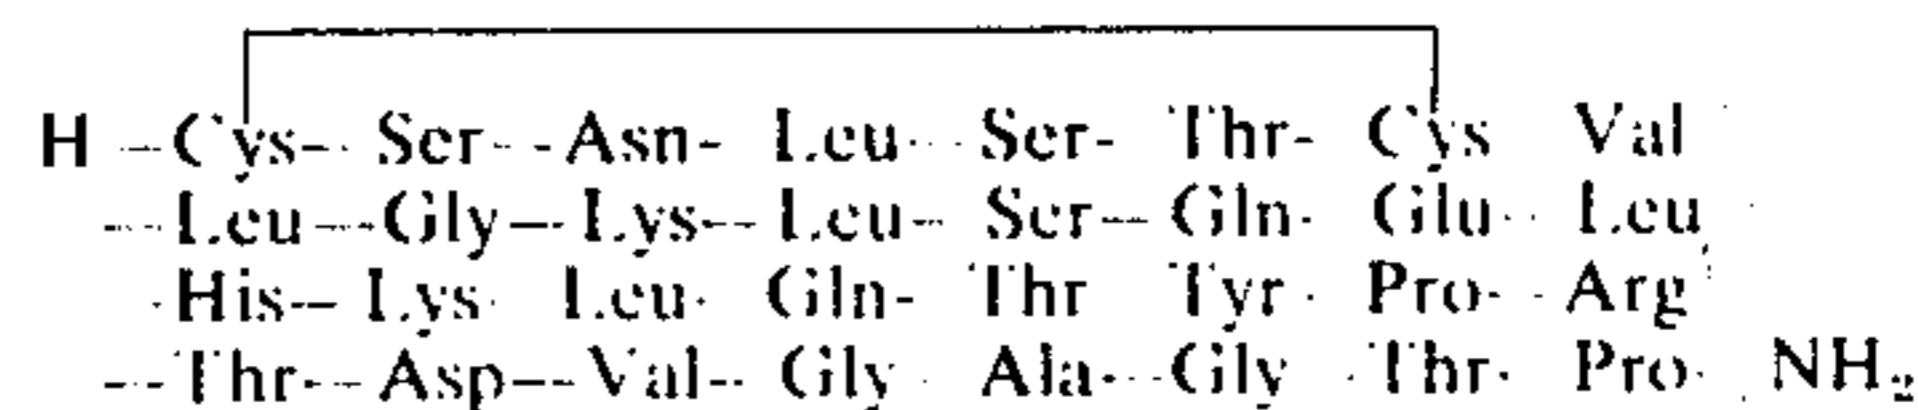 H-Cys-Ser-Asn-Leu-Ser-Thr-Cys-Val
-Leu-Gly-Lys-Leu-Ser-Gln-Glu-Leu
-His-Lys-Leu-Gln-Thr-Tyr-Pro-Arg
-Thr-Asp-Val-Gly-Ala-Gly-Thr-Pro-NH₂